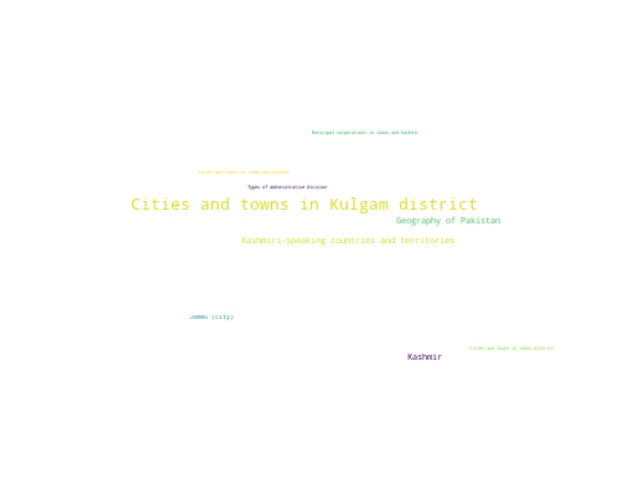 Municipal corporations in Jammu and Kashmir
Cities and towns in Jammu and Kashmir
Types of administrative division
Cities and towns in Kulgam district
Geography of Pakistan
Kashmiri-speaking countries and territories
Jammu (city)
Cities and towns in Jammu district
Kashmir